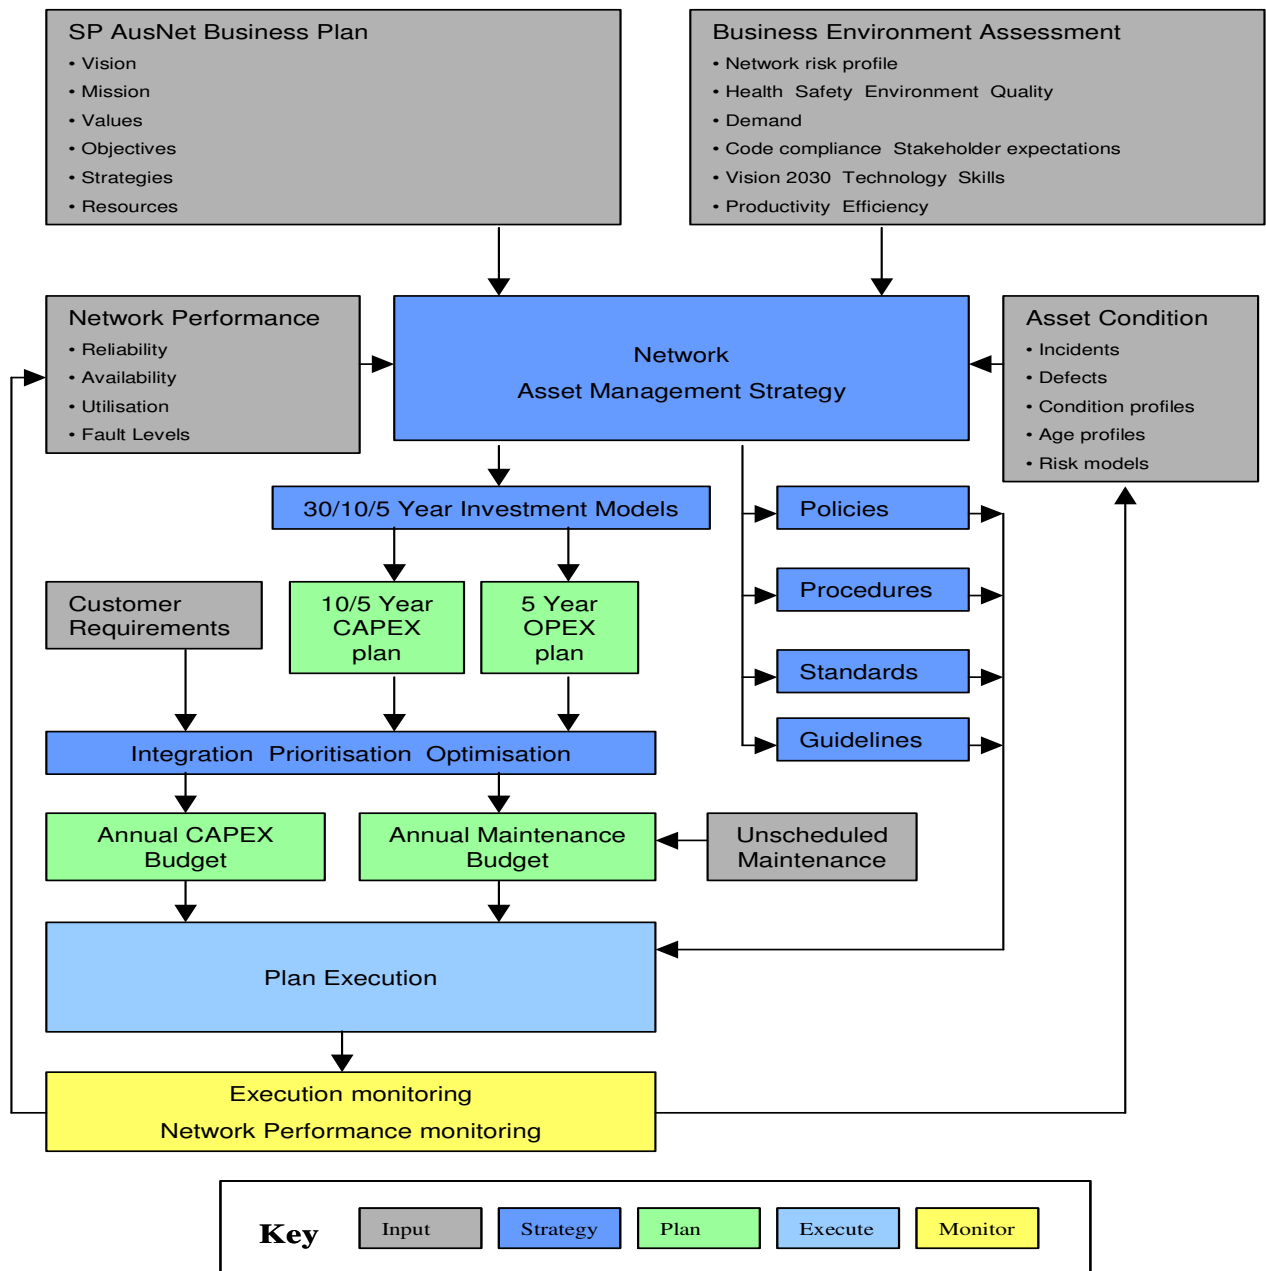 SP AusNet Business Plan
• Vision
• Mission
• Values
• Objectives
• Strategies
• Resources
Business Environment Assessment
• Network risk profile
• Health Safety Environment Quality
• Demand
• Code compliance Stakeholder expectations
• Vision 2030 Technology Skills
• Productivity Efficiency
Network Performance
• Reliability
• Availability
• Utilisation
• Fault Levels
Network
Asset Management Strategy
Asset Condition
• Incidents
• Defects
• Condition profiles
• Age profiles
• Risk models
30/10/5 Year Investment Models
Policies
Procedures
Standards
Guidelines
Customer
Requirements
10/5 Year
CAPEX
plan
5 Year
OPEX
plan
Integration Prioritisation Optimisation
Annual CAPEX
Budget
Annual Maintenance
Budget
Unscheduled
Maintenance
Plan Execution
Execution monitoring
Network Performance monitoring
Key
Input
Strategy
Plan
Execute
Monitor